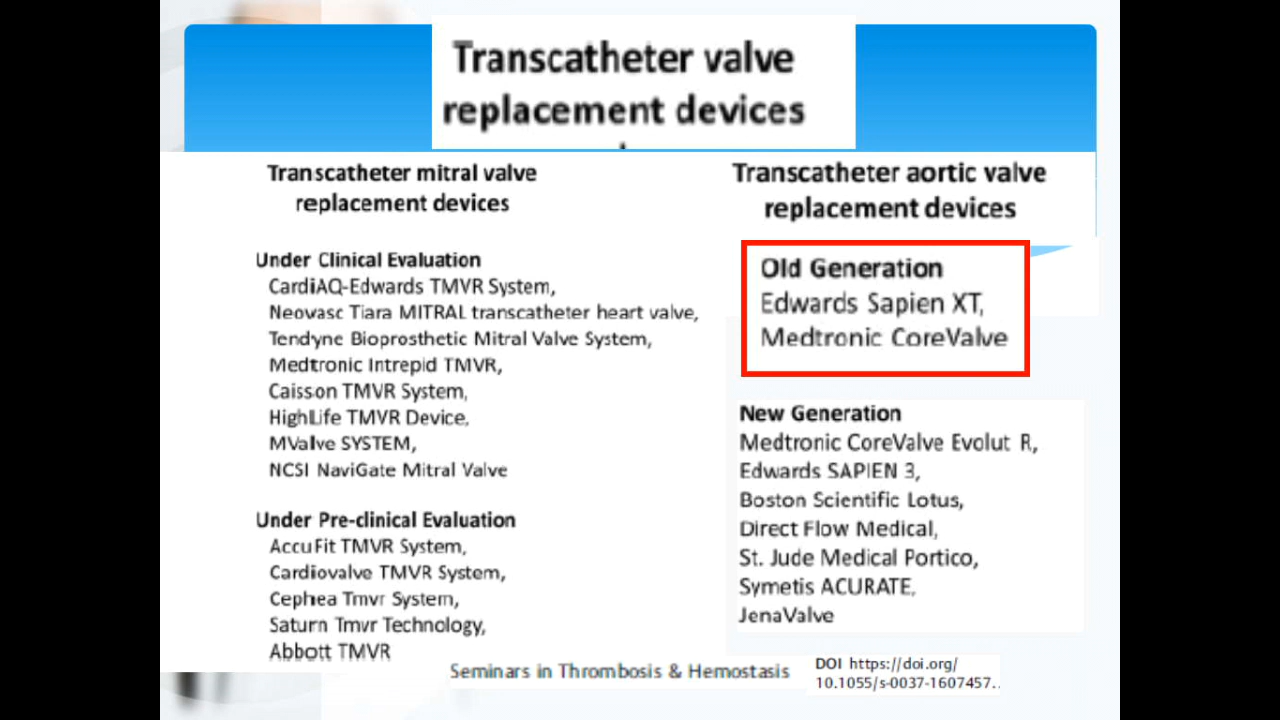 Transcatheter valve
replacement devices
Transcatheter mitral valve
replacement devices
Under Clinical Evaluation
CardiAQ-Edwards TMVR System,
Neovasc Tiara MITRAL transcatheter heart valve,
Tendyne Bioprosthetic Mitral Valve System,
Medtronic Intrepid TMVR,
Caisson TMVR System,
HighLife TMVR Device,
MValve SYSTEM,
NCSI NaviGate Mitral Valve
Under Pre-clinical Evaluation
AccuFit TMVR System,
Cardiovalve TMVR System,
Cephea Tmvr System,
Saturn Tmvr Technology,
Abbott TMVR
Transcatheter aortic valve
replacement devices
Old Generation
Edwards Sapien XT,
Medtronic CoreValve
New Generation
Medtronic CoreValve Evolut R,
Edwards SAPIEN 3,
Boston Scientific Lotus,
Direct Flow Medical,
St. Jude Medical Portico,
Symetis ACURATE,
JenaValve
Seminars in Thrombosis & Hemostasis
DOI https://doi.org/
10.1055/s-0037-1607457..